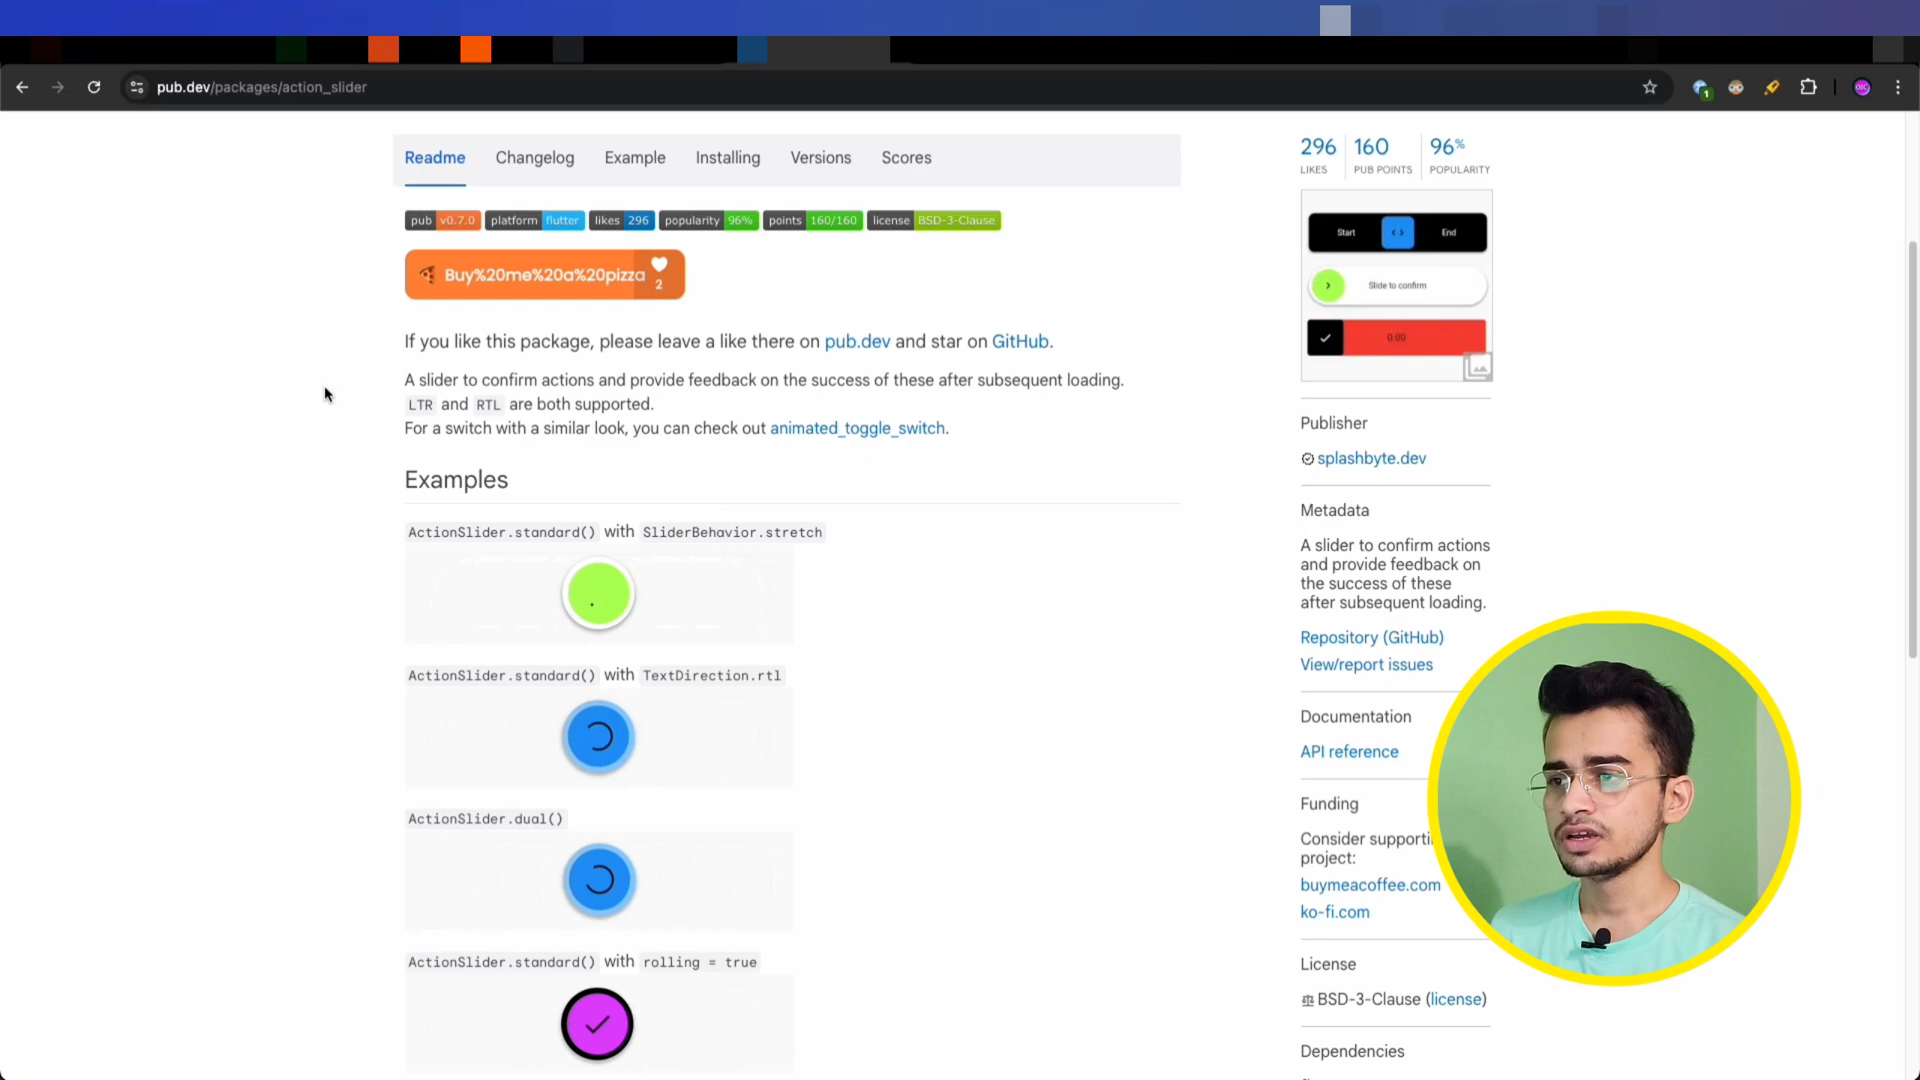 pub.dev/packages/action_slider
1
Readme Changelog Example Installing Versions Scores
pub v0.7.0 platform flutter likes 296 popularity 96% points 160/160 license BSD-3-Clause
Buy%20me%20a%20pizza 2
If you like this package, please leave a like there on pub.dev and star on GitHub.
A slider to confirm actions and provide feedback on the success of these after subsequent loading.
LTR and RTL are both supported.
For a switch with a similar look, you can check out animated_toggle_switch.
Examples
ActionSlider.standard() with SliderBehavior.stretch
ActionSlider.standard() with TextDirection.rtl
ActionSlider.dual()
ActionSlider.standard() with rolling = true
296 160 96%
LIKES PUB POINTS POPULARITY
Start End
Slide to confirm
0.00
Publisher
splashbyte.dev
Metadata
A slider to confirm actions
and provide feedback on
the success of these
after subsequent loading.
Repository (GitHub)
View/report issues
Documentation
API reference
Funding
Consider supporti
project:
buymeacoffee.com
ko-fi.com
License
BSD-3-Clause (license)
Dependencies